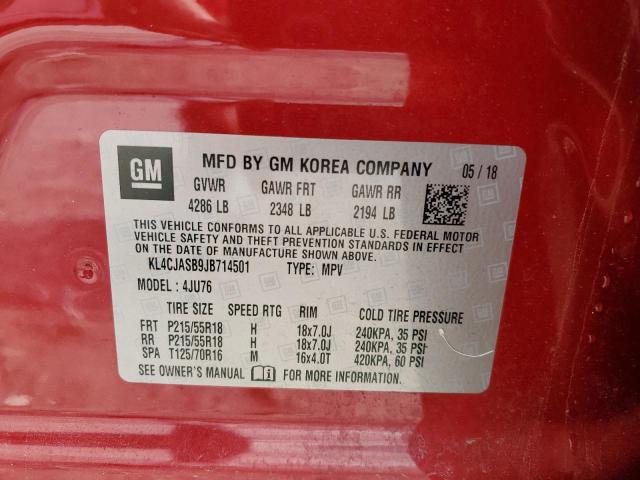 GM MFD BY GM KOREA COMPANY 05 / 18
GVWR GAWR FRT GAWR RR
4286 LB 2348 LB 2194 LB
THIS VEHICLE CONFORMS TO ALL APPLICABLE U.S. FEDERAL MOTOR
VEHICLE SAFETY AND THEFT PREVENTION STANDARDS IN EFFECT
ON THE DATE OF MANUFACTURE SHOWN ABOVE.
KL4CJASB9JB714501 TYPE: MPV
MODEL : 4JU76
TIRE SIZE SPEED RTG RIM COLD TIRE PRESSURE
FRT P215/55R18 H 18x7.0J 240KPA, 35 PSI
RR P215/55R18 H 18x7.0J 240KPA, 35 PSI
SPA T125/70R16 M 16x4.0T 420KPA, 60 PSI
SEE OWNER'S MANUAL FOR MORE INFORMATION.